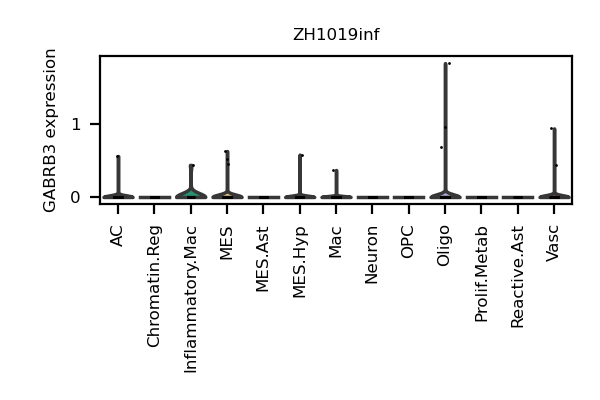 ZH1019inf
GABRB3 expression
1
0
AC
Chromatin.Reg
Inflammatory.Mac
MES
MES.Ast
MES.Hyp
Mac
Neuron
OPC
Oligo
Prolif.Metab
Reactive.Ast
Vasc